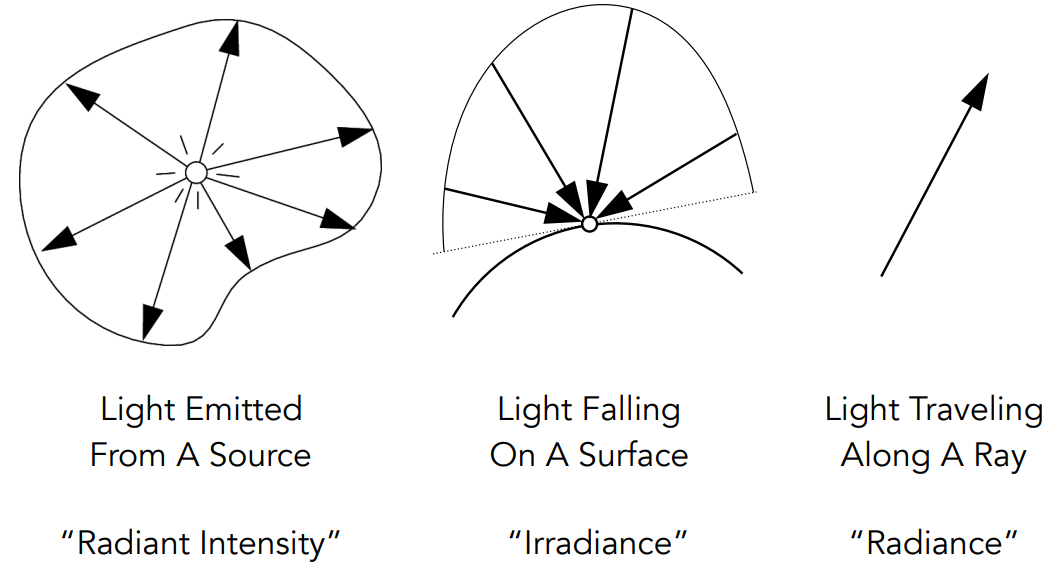 Light Emitted
From A Source
“Radiant Intensity”
Light Falling
On A Surface
“Irradiance”
Light Traveling
Along A Ray
“Radiance”